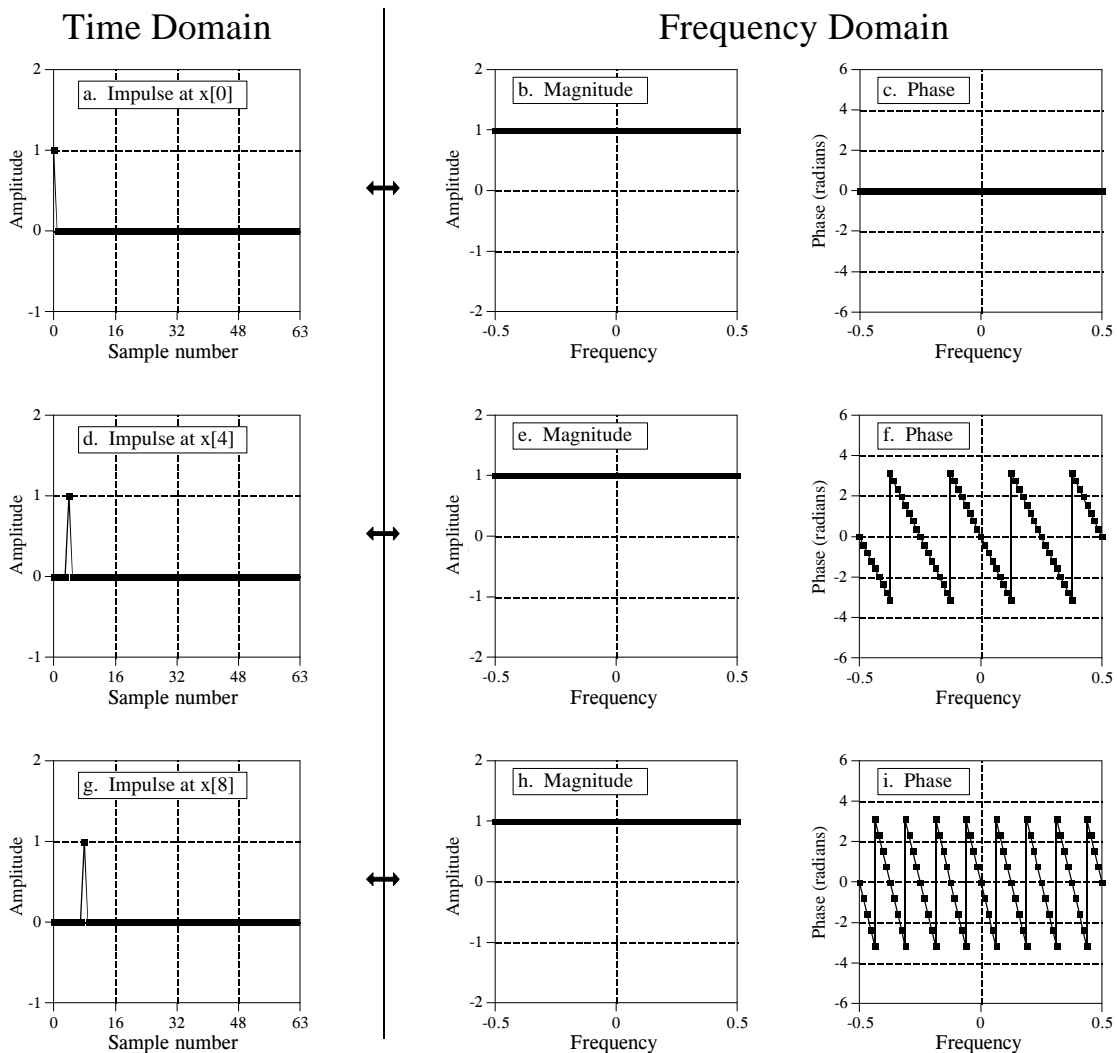 Time Domain
Frequency Domain
a. Impulse at x[0]
2
1
0
-1
Amplitude
0 16 32 48 63
Sample number
b. Magnitude
2
1
0
-1
-2
Amplitude
-0.5 0 0.5
Frequency
c. Phase
6
4
2
0
-2
-4
-6
Phase (radians)
-0.5 0 0.5
Frequency
d. Impulse at x[4]
2
1
0
-1
Amplitude
0 16 32 48 63
Sample number
e. Magnitude
2
1
0
-1
-2
Amplitude
-0.5 0 0.5
Frequency
f. Phase
6
4
2
0
-2
-4
-6
Phase (radians)
-0.5 0 0.5
Frequency
g. Impulse at x[8]
2
1
0
-1
Amplitude
0 16 32 48 63
Sample number
h. Magnitude
2
1
0
-1
-2
Amplitude
-0.5 0 0.5
Frequency
i. Phase
6
4
2
0
-2
-4
-6
Phase (radians)
-0.5 0 0.5
Frequency